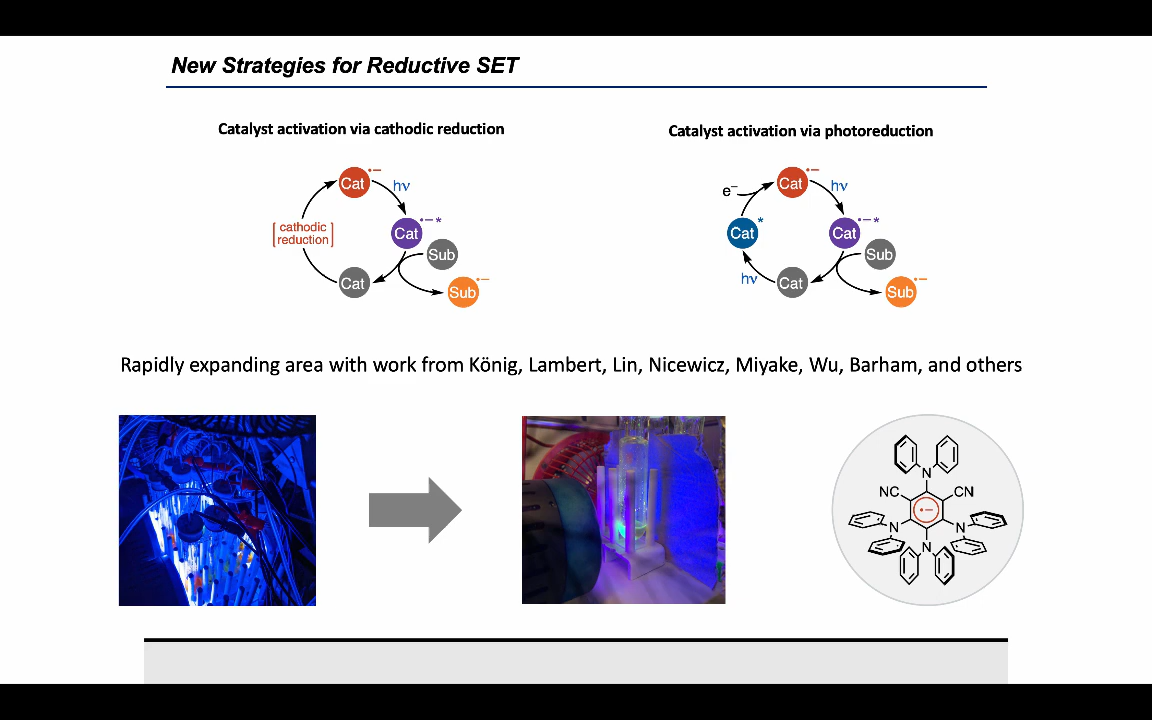 New Strategies for Reductive SET
Catalyst activation via cathodic reduction
Cat •–
hν
[ cathodic
reduction ]
Cat •– *
Sub
Cat
Sub •–
Catalyst activation via photoreduction
e–
Cat •–
hν
Cat *
Cat •– *
Sub
hν
Cat
Sub •–
Rapidly expanding area with work from König, Lambert, Lin, Nicewicz, Miyake, Wu, Barham, and others
N
NC
CN
•–
N
N
N